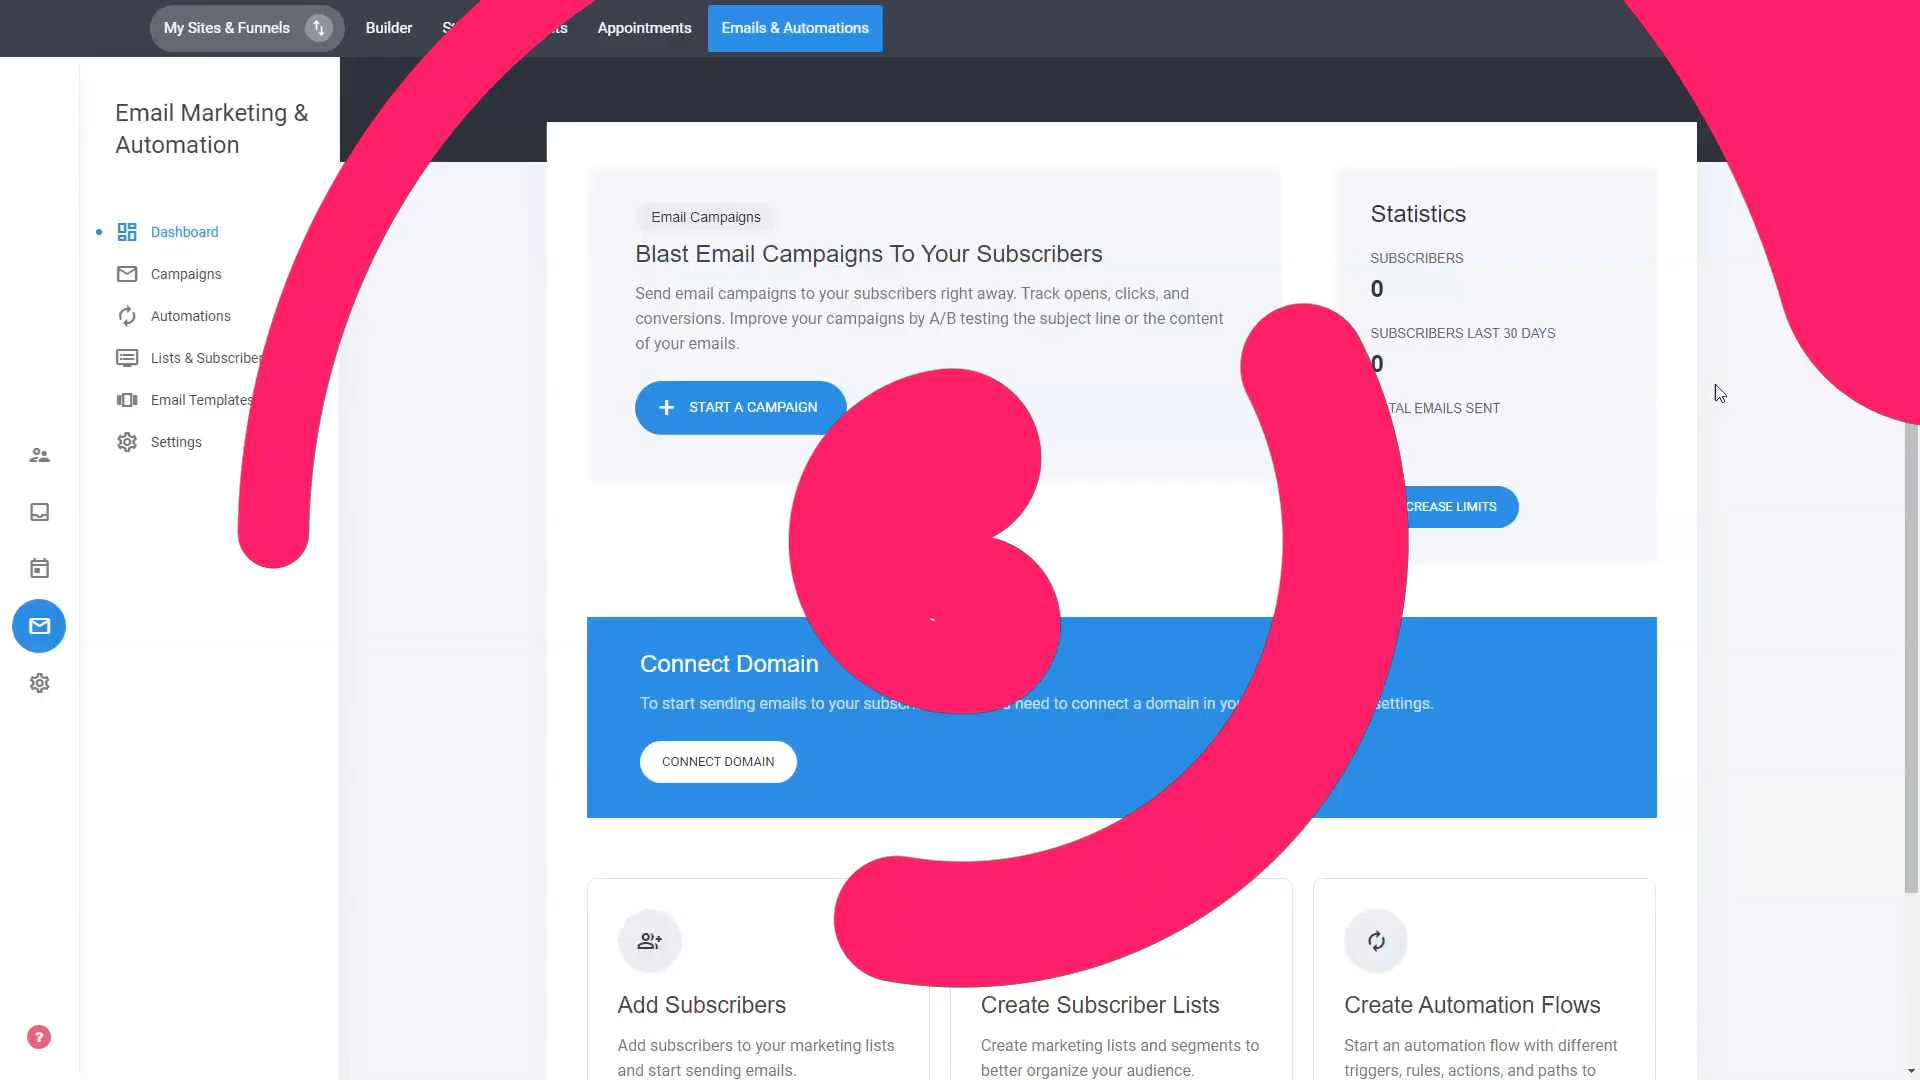 My Sites & Funnels
Builder
Appointments
Emails & Automations
Email Marketing &
Automation
Dashboard
Campaigns
Automations
Lists & Subscriber
Email Templates
Settings
Email Campaigns
Blast Email Campaigns To Your Subscribers
Send email campaigns to your subscribers right away. Track opens, clicks, and
conversions. Improve your campaigns by A/B testing the subject line or the content
of your emails.
+ START A CAMPAIGN
Statistics
SUBSCRIBERS
0
SUBSCRIBERS LAST 30 DAYS
0
TAL EMAILS SENT
CREASE LIMITS
Connect Domain
To start sending emails to your subsc need to connect a domain in yo settings.
CONNECT DOMAIN
Add Subscribers
Add subscribers to your marketing lists
and start sending emails.
Create Subscriber Lists
Create marketing lists and segments to
better organize your audience.
Create Automation Flows
Start an automation flow with different
triggers, rules, actions, and paths to
?